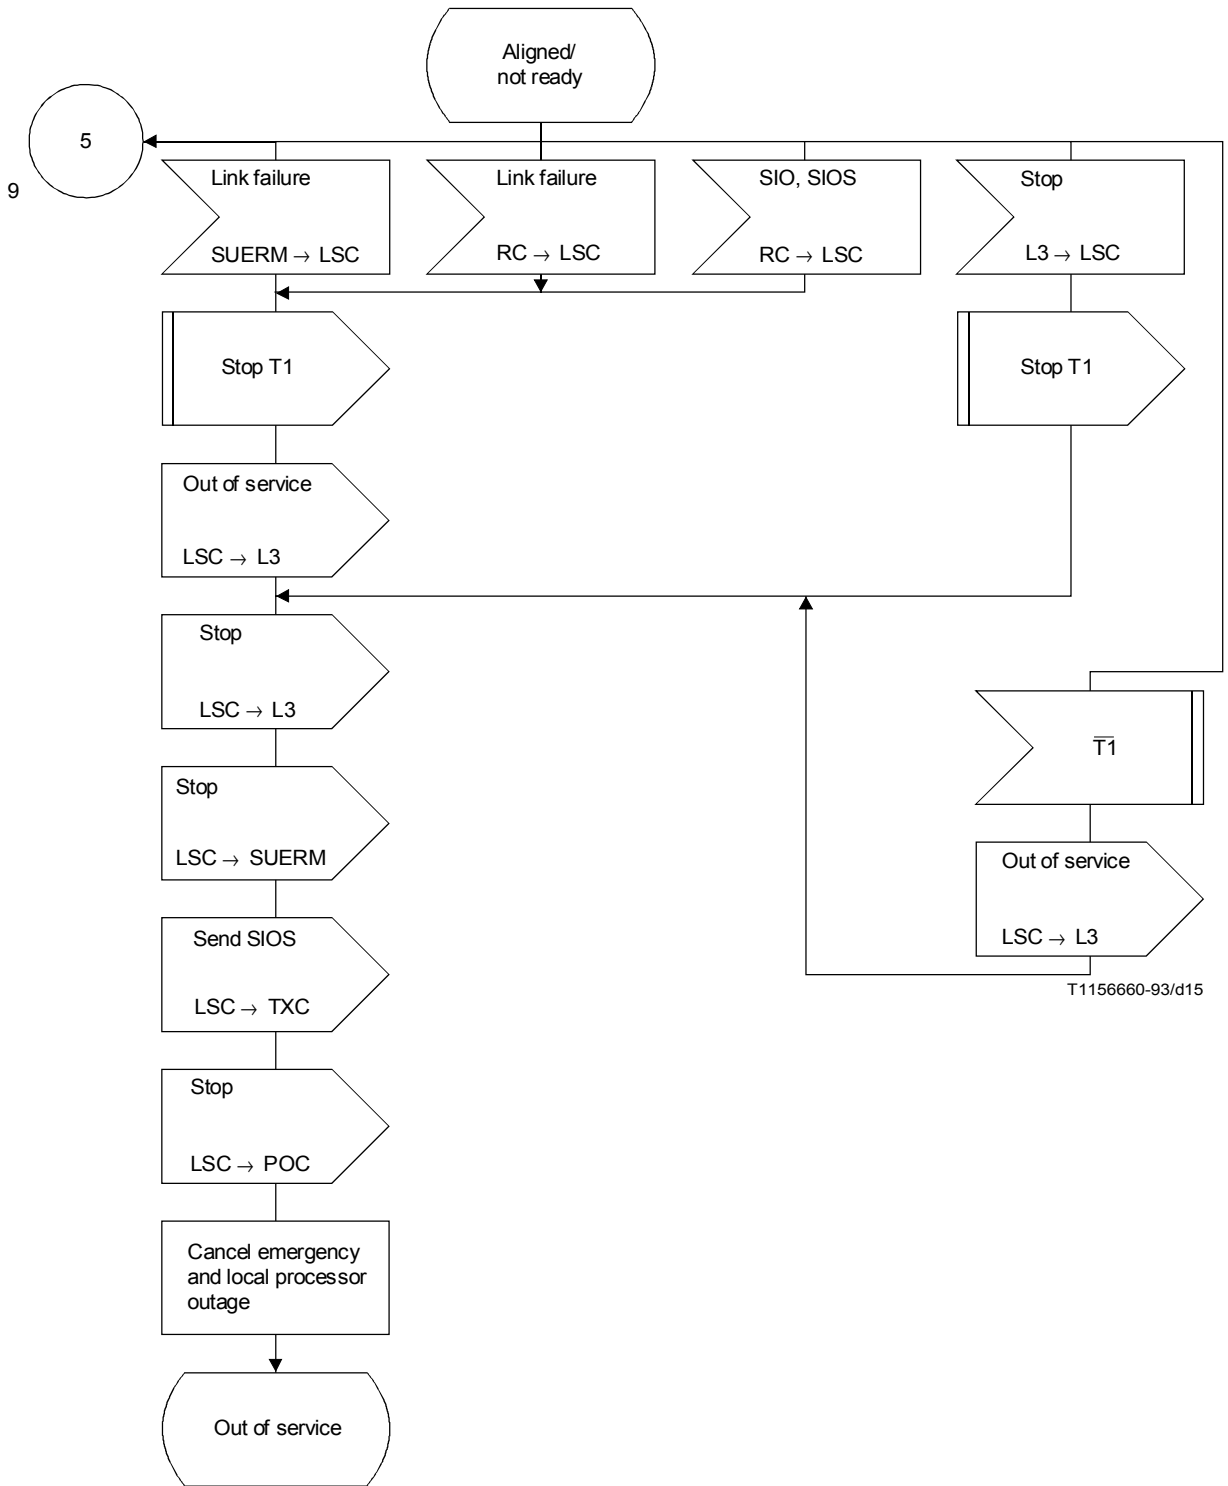 Aligned/
not ready
5
9
Link failure
SUERM → LSC
Link failure
RC → LSC
SIO, SIOS
RC → LSC
Stop
L3 → LSC
Stop T1
Stop T1
Out of service
LSC → L3
Stop
LSC → L3
T̅1̅
Stop
LSC → SUERM
Out of service
LSC → L3
T1156660-93/d15
Send SIOS
LSC → TXC
Stop
LSC → POC
Cancel emergency
and local processor
outage
Out of service